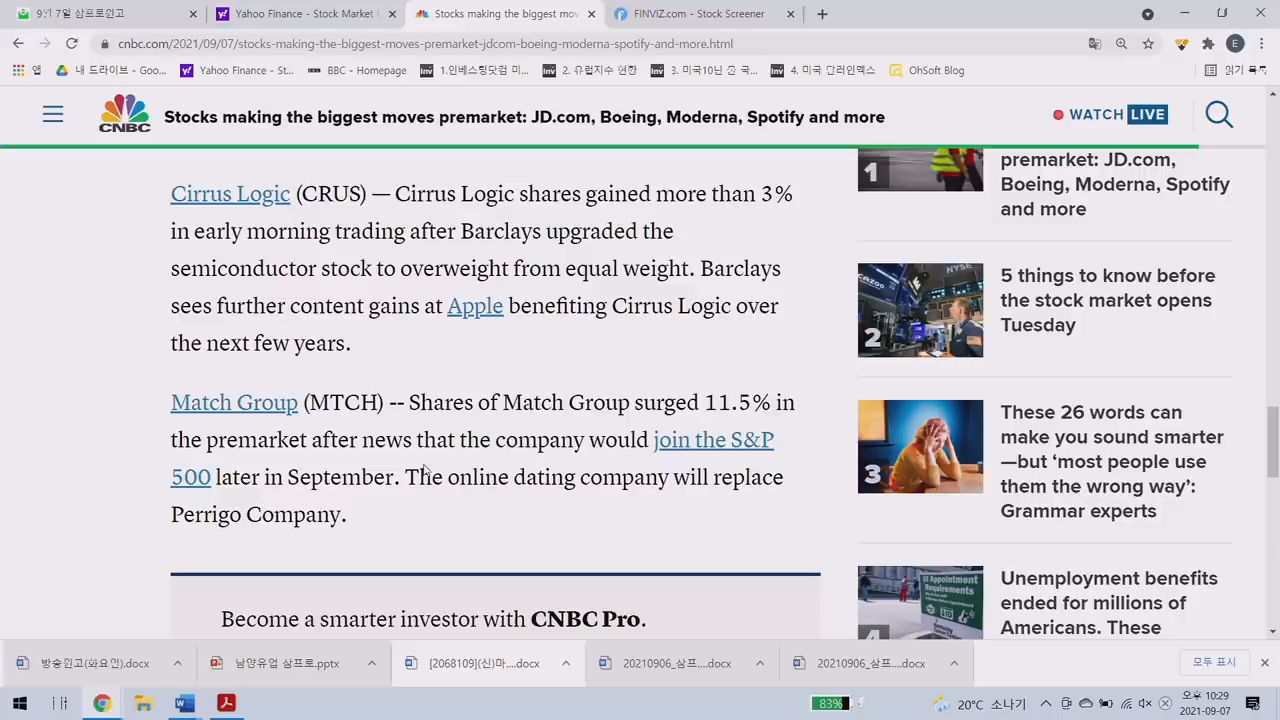 9월 7일 삼프로원고
Yahoo Finance - Stock Market L
Stocks making the biggest mov
FINVIZ.com - Stock Screener
cnbc.com/2021/09/07/stocks-making-the-biggest-moves-premarket-jdcom-boeing-moderna-spotify-and-more.html
E
앱
내 드라이브 - Goo...
Yahoo Finance - St...
BBC - Homepage
1.인베스팅닷컴 미...
2. 유럽지수 현황
3. 미국10년 준 국...
4. 미국 달러인덱스
OhSoft Blog
읽기 목록
CNBC
Stocks making the biggest moves premarket: JD.com, Boeing, Moderna, Spotify and more
WATCH LIVE
Cirrus Logic (CRUS) — Cirrus Logic shares gained more than 3%
in early morning trading after Barclays upgraded the
semiconductor stock to overweight from equal weight. Barclays
sees further content gains at Apple benefiting Cirrus Logic over
the next few years.
Match Group (MTCH) -- Shares of Match Group surged 11.5% in
the premarket after news that the company would join the S&P
500 later in September. The online dating company will replace
Perrigo Company.
Become a smarter investor with CNBC Pro.
1
premarket: JD.com,
Boeing, Moderna, Spotify
and more
2
5 things to know before
the stock market opens
Tuesday
3
These 26 words can
make you sound smarter
—but ‘most people use
them the wrong way’:
Grammar experts
4
Unemployment benefits
ended for millions of
Americans. These
방송원고(화요인).docx
남양유업 삼프로.pptx
[2068109](신)마....docx
20210906_삼프....docx
20210906_삼프....docx
모두 표시
83%
20°C 소나기
오후 10:29
2021-09-07